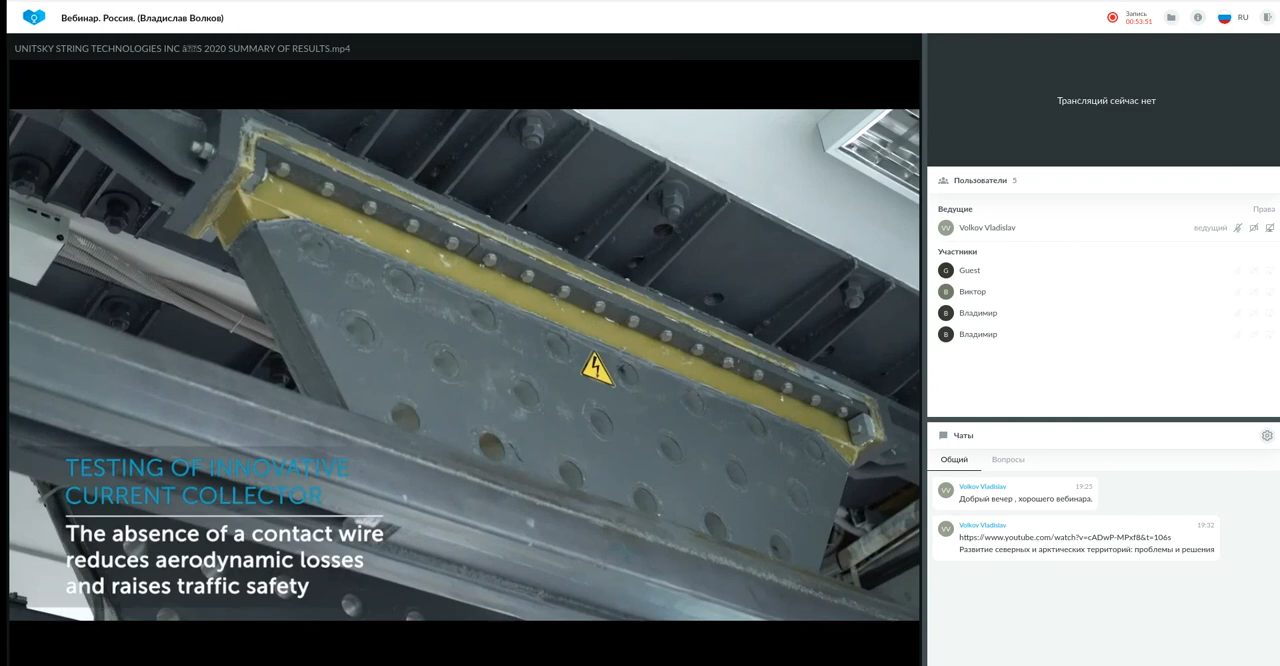 Вебинар. Россия. (Владислав Волков)
Запись
00:53:51
RU
UNITSKY STRING TECHNOLOGIES INC S 2020 SUMMARY OF RESULTS.mp4
TESTING OF INNOVATIVE
CURRENT COLLECTOR
The absence of a contact wire
reduces aerodynamic losses
and raises traffic safety
Трансляций сейчас нет
Пользователи 5
Ведущие Права
VV Volkov Vladislav ведущий
Участники
G Guest
В Виктор
В Владимир
В Владимир
Чаты
Общий Вопросы
VV Volkov Vladislav 19:25
Добрый вечер , хорошего вебинара.
VV Volkov Vladislav 19:32
https://www.youtube.com/watch?v=cADwP-MPxf8&t=106s
Развитие северных и арктических территорий: проблемы и решения